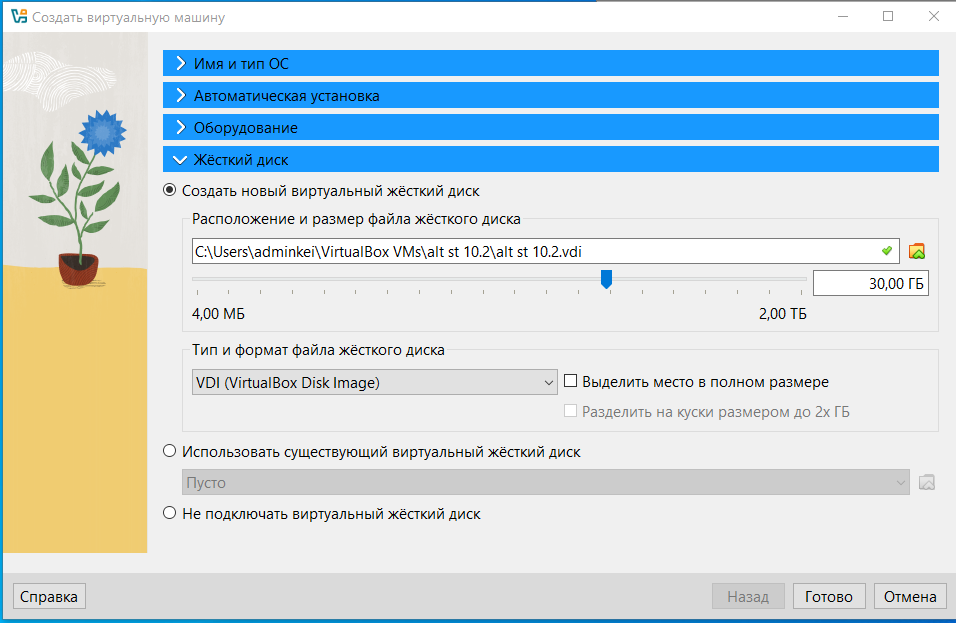 Создать виртуальную машину
Имя и тип ОС
Автоматическая установка
Оборудование
Жёсткий диск
Создать новый виртуальный жёсткий диск
Расположение и размер файла жёсткого диска
C:\Users\adminkei\VirtualBox VMs\alt st 10.2\alt st 10.2.vdi
30,00 ГБ
4,00 МБ 2,00 ТБ
Тип и формат файла жёсткого диска
VDI (VirtualBox Disk Image) Выделить место в полном размере
Разделить на куски размером до 2х ГБ
Использовать существующий виртуальный жёсткий диск
Пусто
Не подключать виртуальный жёсткий диск
Справка Назад Готово Отмена